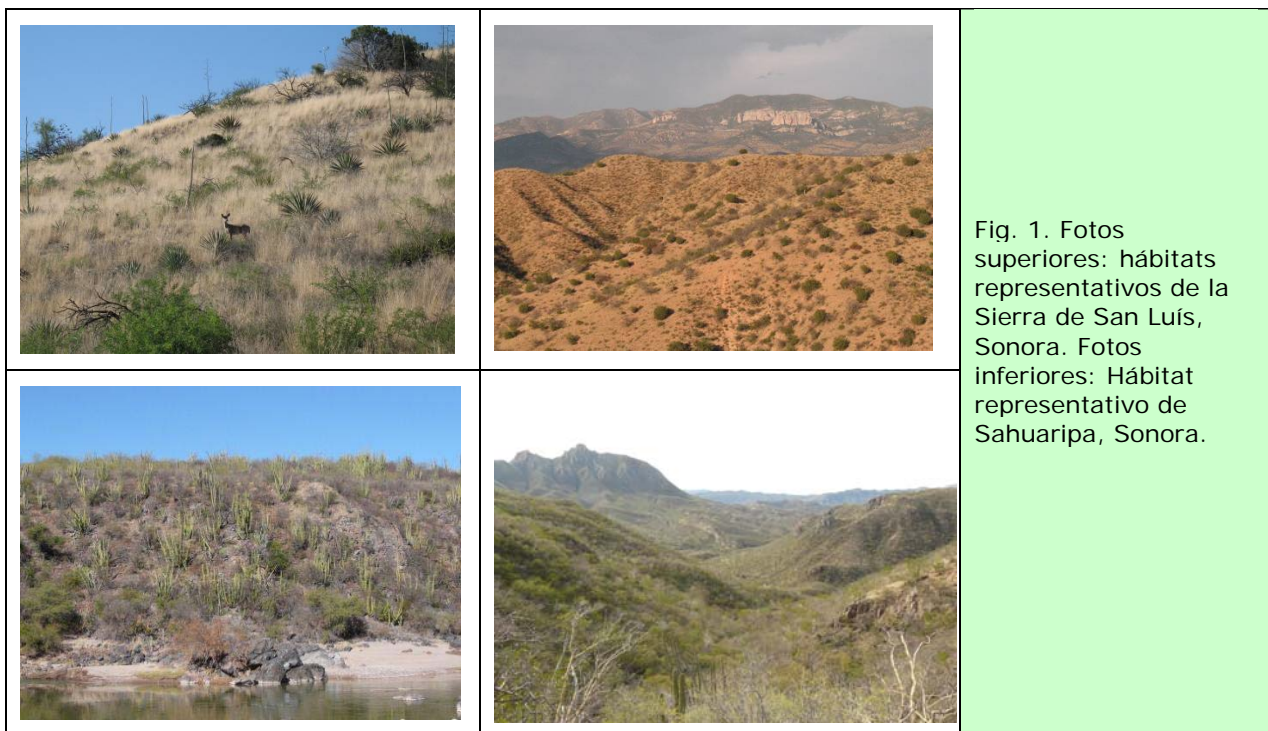 Fig. 1. Fotos
superiores: hábitats
representativos de la
Sierra de San Luís,
Sonora. Fotos
inferiores: Hábitat
representativo de
Sahuaripa, Sonora.